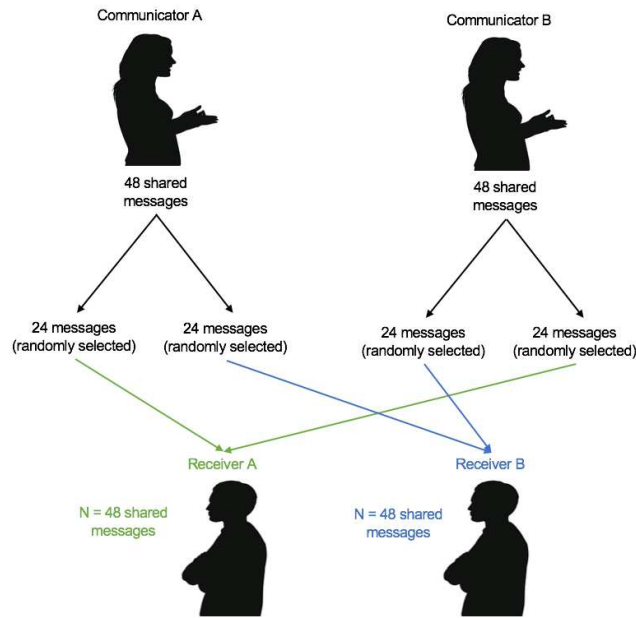 Communicator A
Communicator B
48 shared
messages
48 shared
messages
24 messages
(randomly selected)
24 messages
(randomly selected)
24 messages
(randomly selected)
24 messages
(randomly selected)
Receiver A
Receiver B
N = 48 shared
messages
N = 48 shared
messages